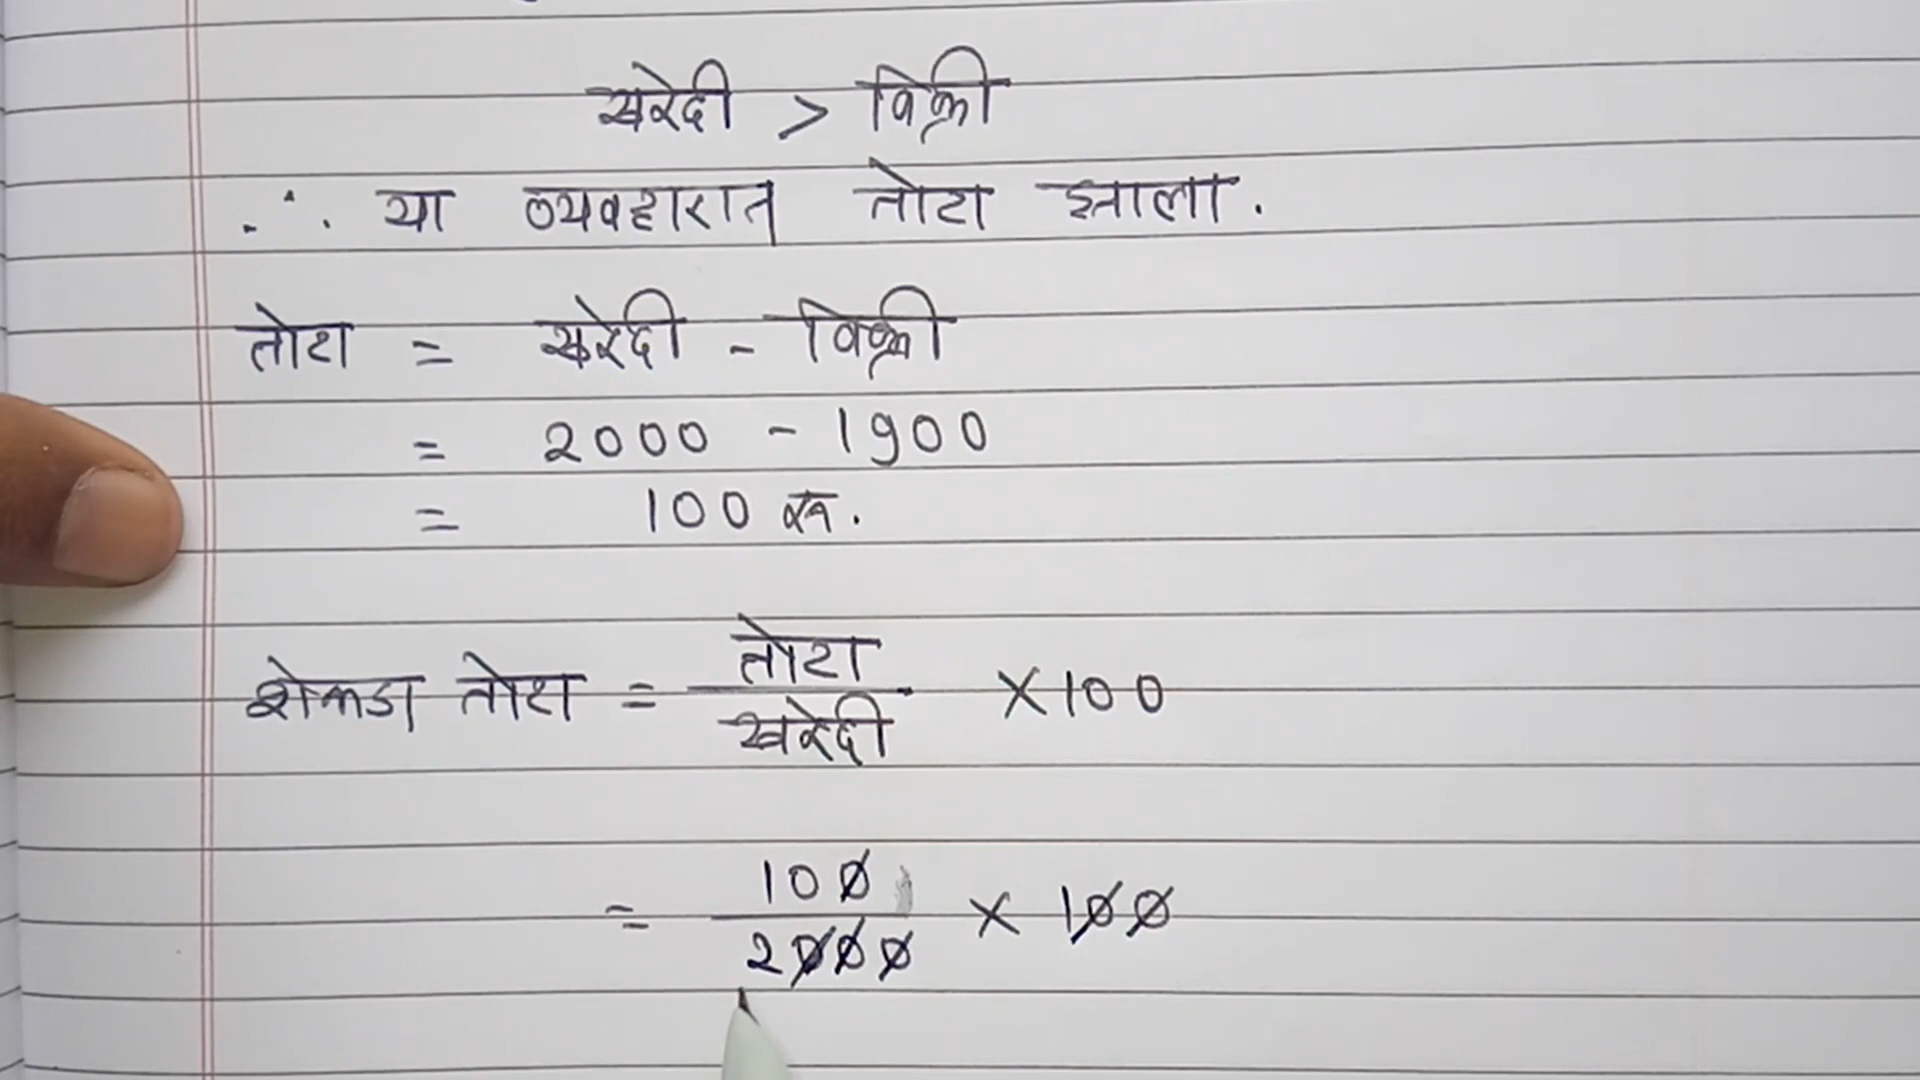 खरेदी > विक्री
∴ या व्यवहारात तोटा झाला.
तोटा = खरेदी - विक्री
= 2000 - 1900
= 100 रु.
शेकडा तोटा = तोटा / खरेदी × 100
= 100 / 2000 × 100